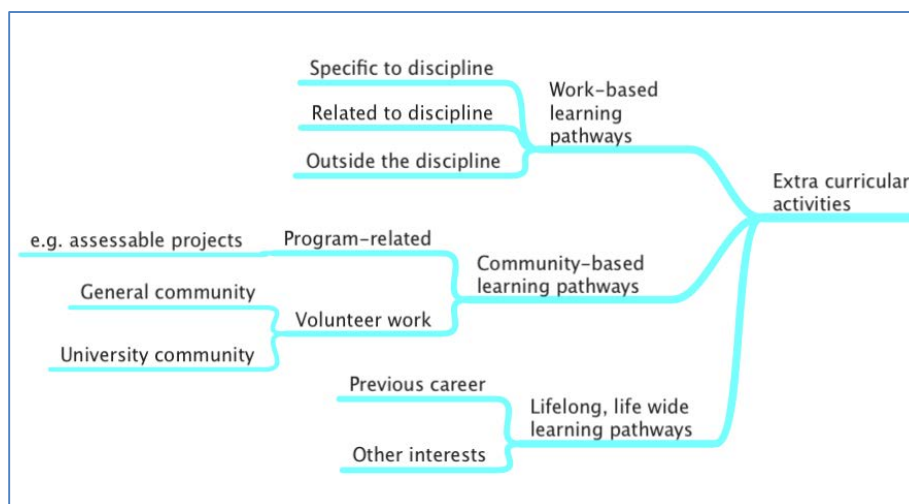 Specific to discipline
Related to discipline
Outside the discipline
Work-based
learning
pathways
Extra curricular
activities
e.g. assessable projects
Program-related
General community
Volunteer work
University community
Community-based
learning pathways
Previous career
Other interests
Lifelong, life wide
learning pathways